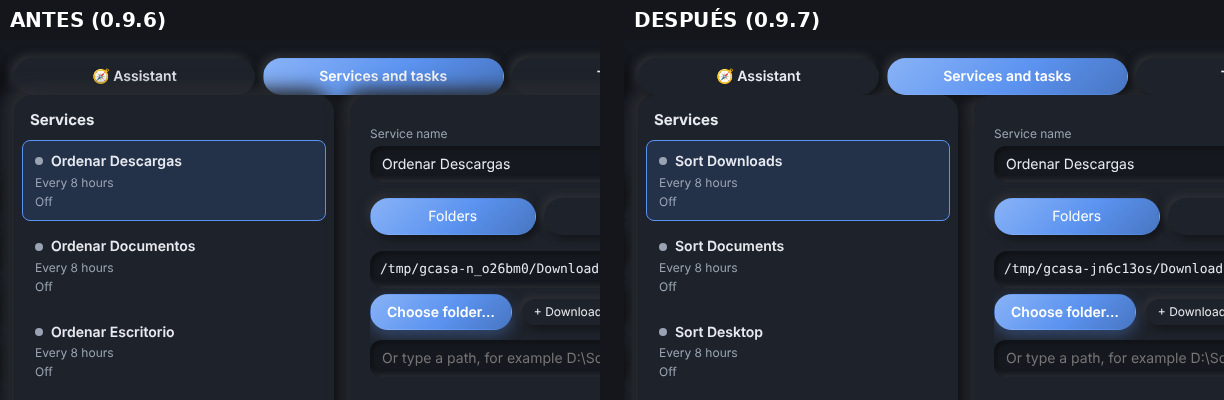 ANTES (0.9.6)
🧭 Assistant
Services and tasks
Services
Ordenar Descargas
Every 8 hours
Off
Ordenar Documentos
Every 8 hours
Off
Ordenar Escritorio
Every 8 hours
Off
Service name
Ordenar Descargas
Folders
/tmp/gcasa-n_o26bm0/Download
Choose folder...
+ Download
Or type a path, for example D:\Sc
DESPUÉS (0.9.7)
🧭 Assistant
Services and tasks
Services
Sort Downloads
Every 8 hours
Off
Sort Documents
Every 8 hours
Off
Sort Desktop
Every 8 hours
Off
Service name
Ordenar Descargas
Folders
/tmp/gcasa-jn6c13os/Download
Choose folder...
+ Download
Or type a path, for example D:\Sc